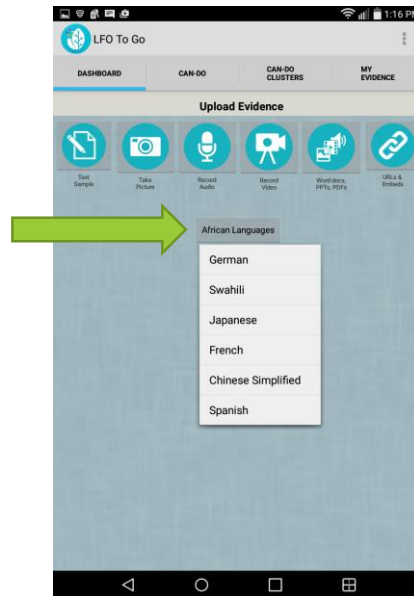 1:16 PM
LFO To Go
DASHBOARD
CAN-DO
CAN-DO CLUSTERS
MY EVIDENCE
Upload Evidence
Text Sample
Take Picture
Record Audio
Record Video
Word docs, PPTs, PDFs
URLs & Embeds
African Languages
German
Swahili
Japanese
French
Chinese Simplified
Spanish